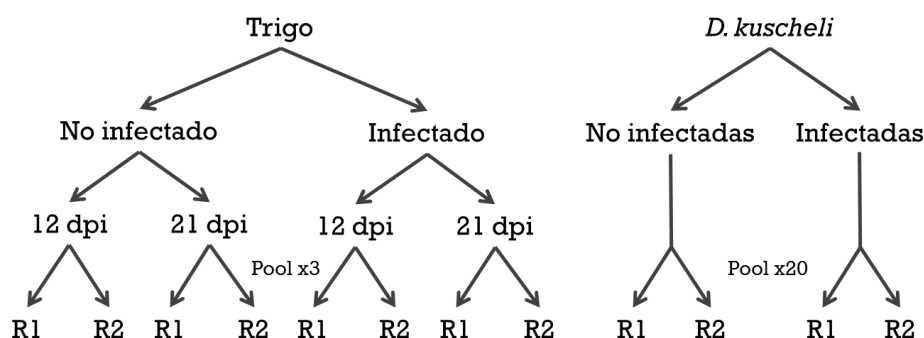 Trigo
D. kuscheli
No infectado
Infectado
No infectadas
Infectadas
12 dpi
21 dpi
12 dpi
21 dpi
Pool x3
Pool x20
R1
R2
R1
R2
R1
R2
R1
R2
R1
R2
R1
R2